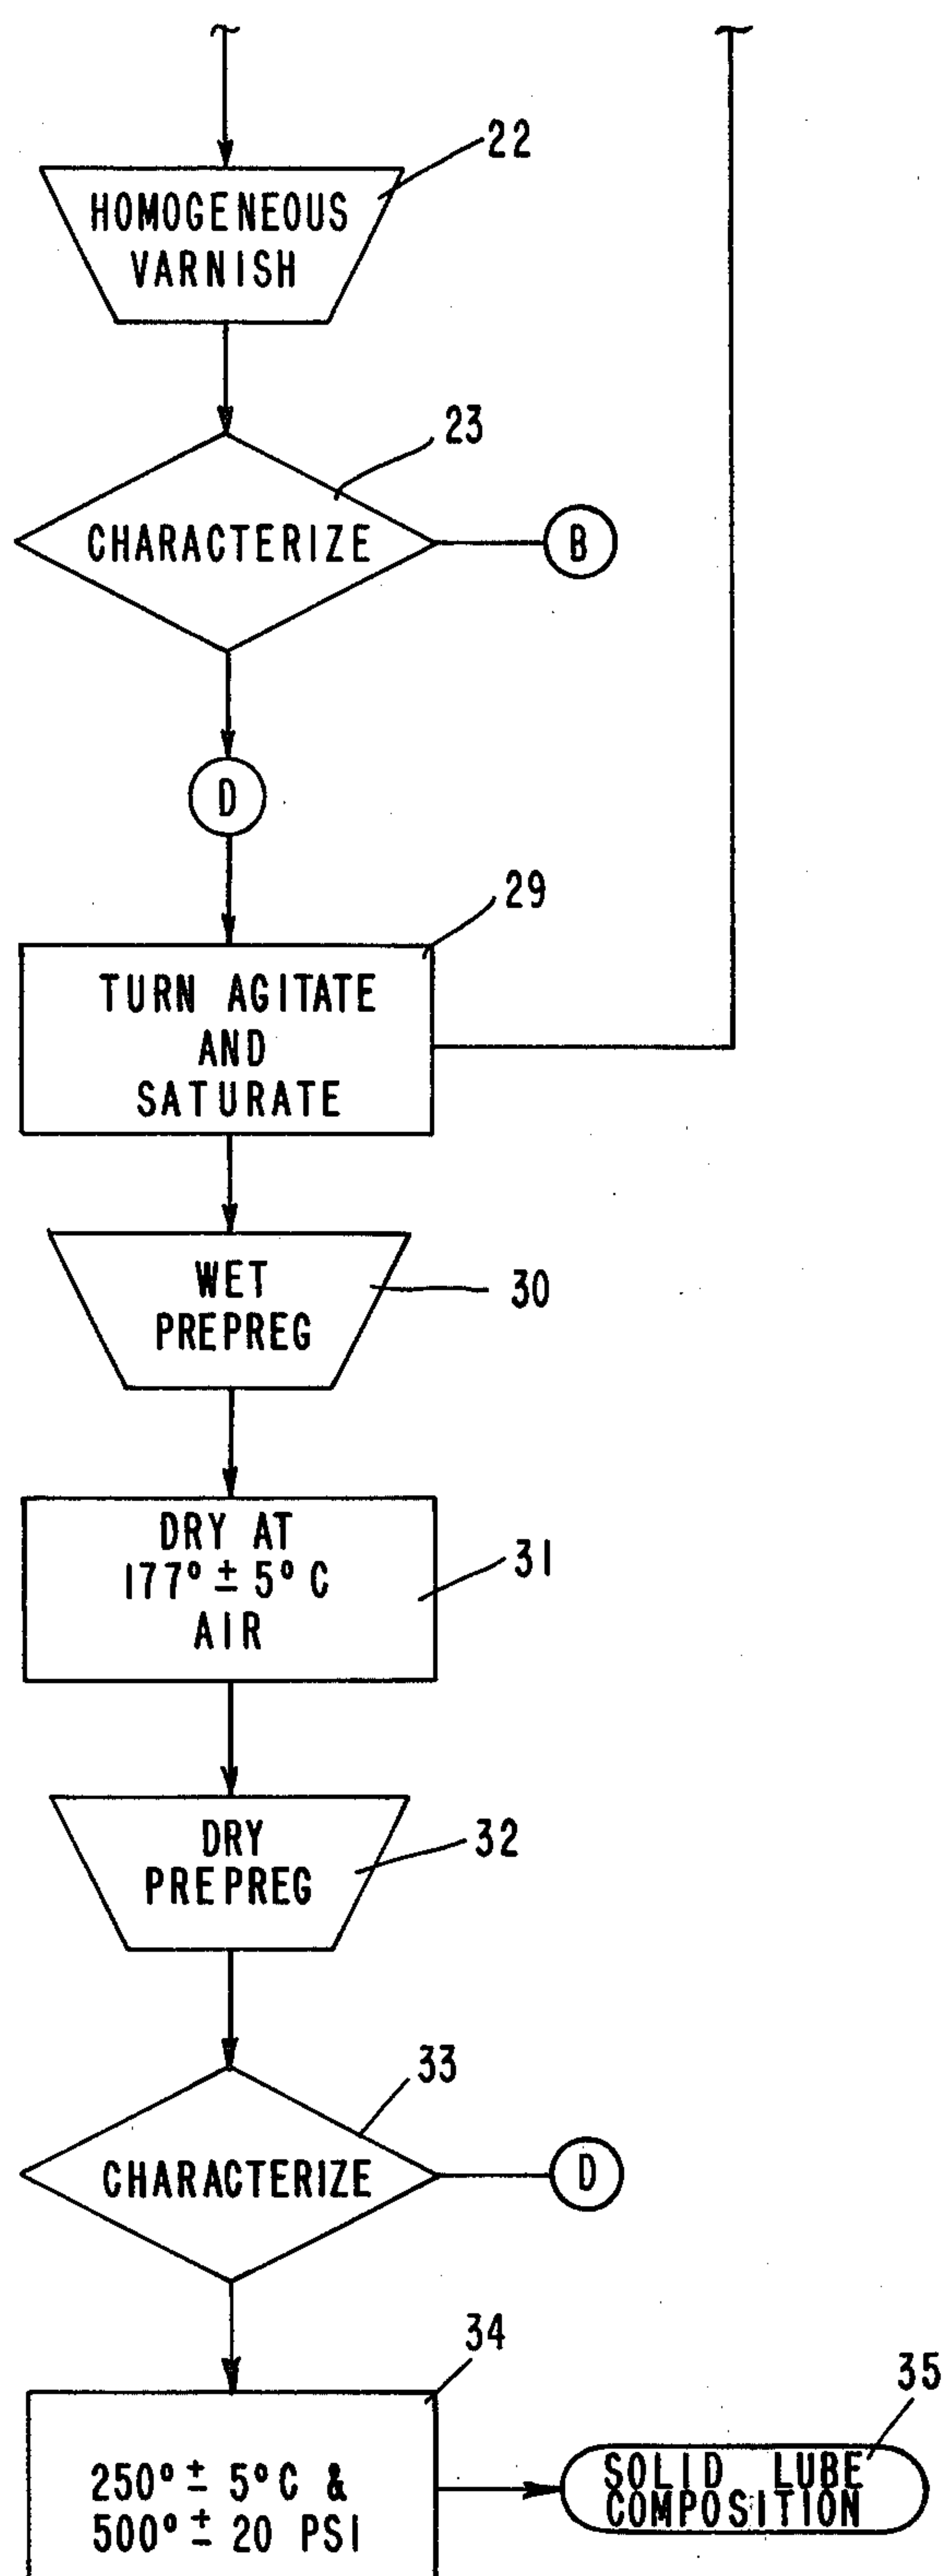 22
HOMOGENEOUS
VARNISH
23
CHARACTERIZE
B
D
29
TURN AGITATE
AND
SATURATE
WET
PREPREG
30
DRY AT
177° ± 5° C
AIR
31
DRY
PREPREG
32
33
CHARACTERIZE
D
34
35
250° ± 5°C &
500° ± 20 PSI
SOLID LUBE
COMPOSITION